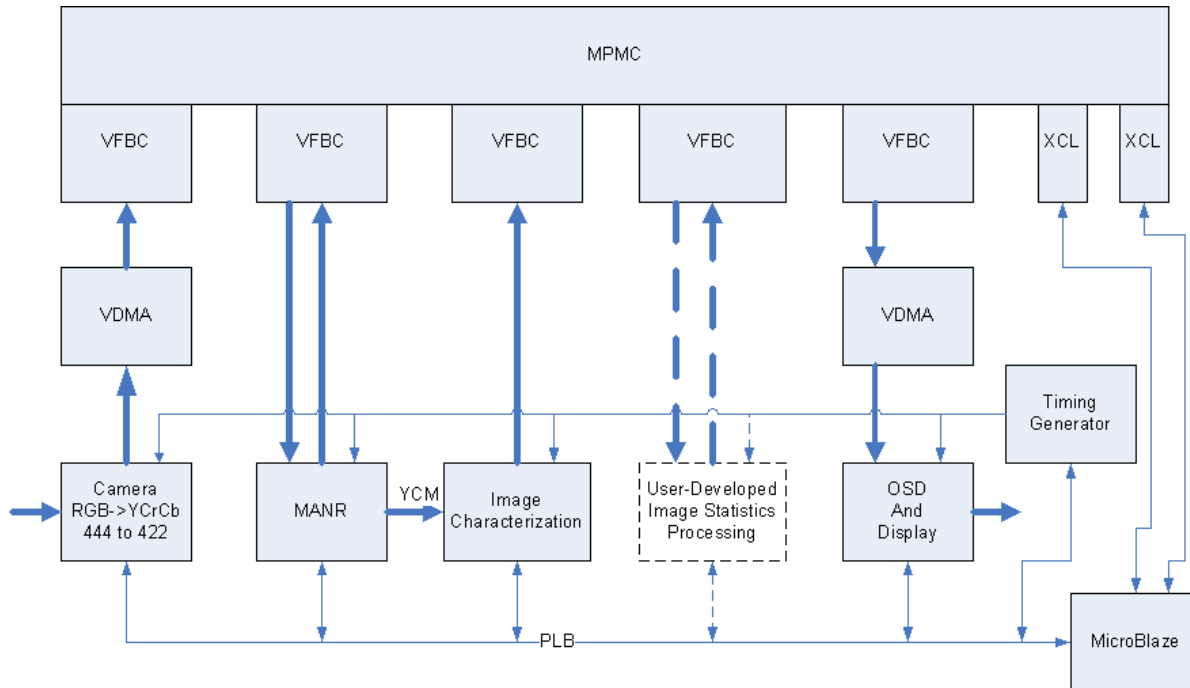 MPMC
VFBC
VFBC
VFBC
VFBC
VFBC
XCL
XCL
VDMA
VDMA
Timing
Generator
Camera
RGB->YCrCb
444 to 422
MANR
YCM
Image
Characterization
User-Developed
Image Statistics
Processing
OSD
And
Display
PLB
MicroBlaze